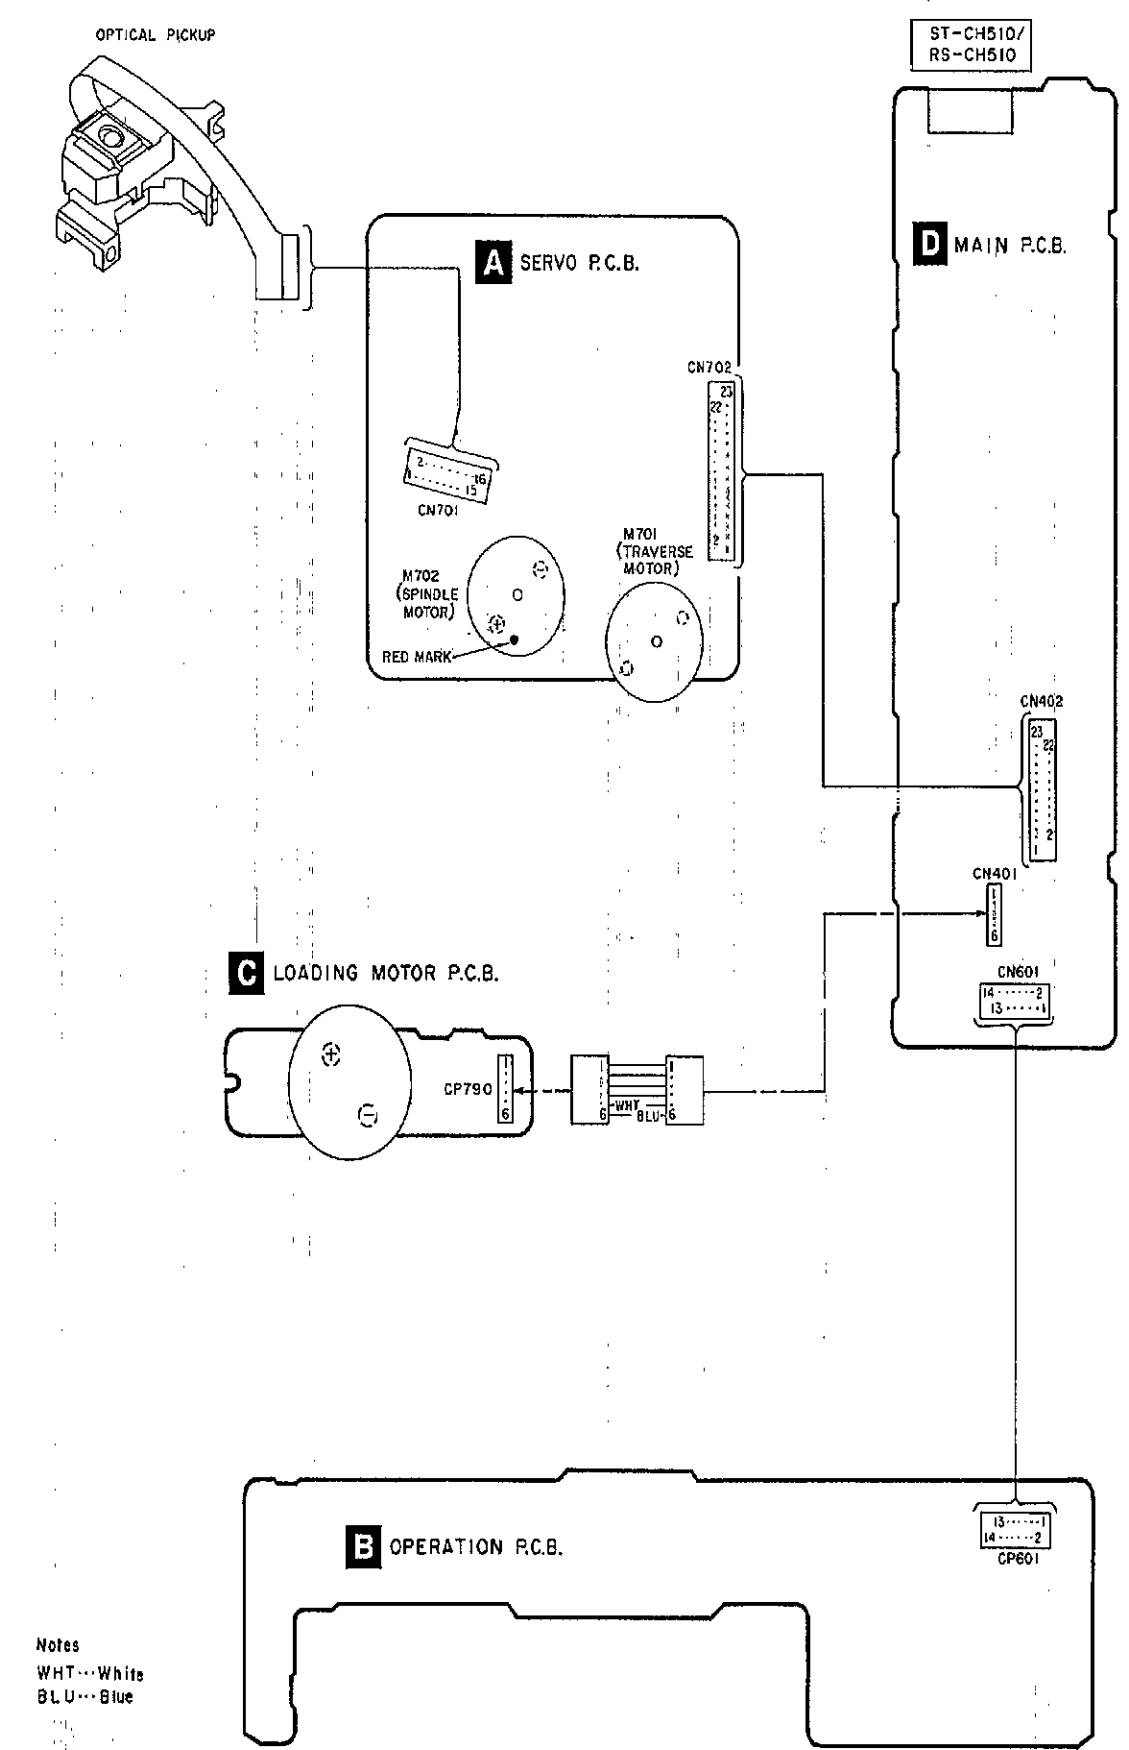 OPTICAL PICKUP
ST-CH510/
RS-CH510
A SERVO P.C.B.
D MAIN P.C.B.
CN702
23
22
2
2 16
1 15
CN701
M701
(TRAVERSE
MOTOR)
M702
(SPINDLE
MOTOR)
RED MARK
CN402
23
22
2
1
CN401
1
6
C LOADING MOTOR P.C.B.
CN601
14 2
13 1
CP790
1
6
1 1
6 WHT
BLU 6
B OPERATION P.C.B.
13 1
14 2
CP601
Notes
WHT···White
BLU···Blue